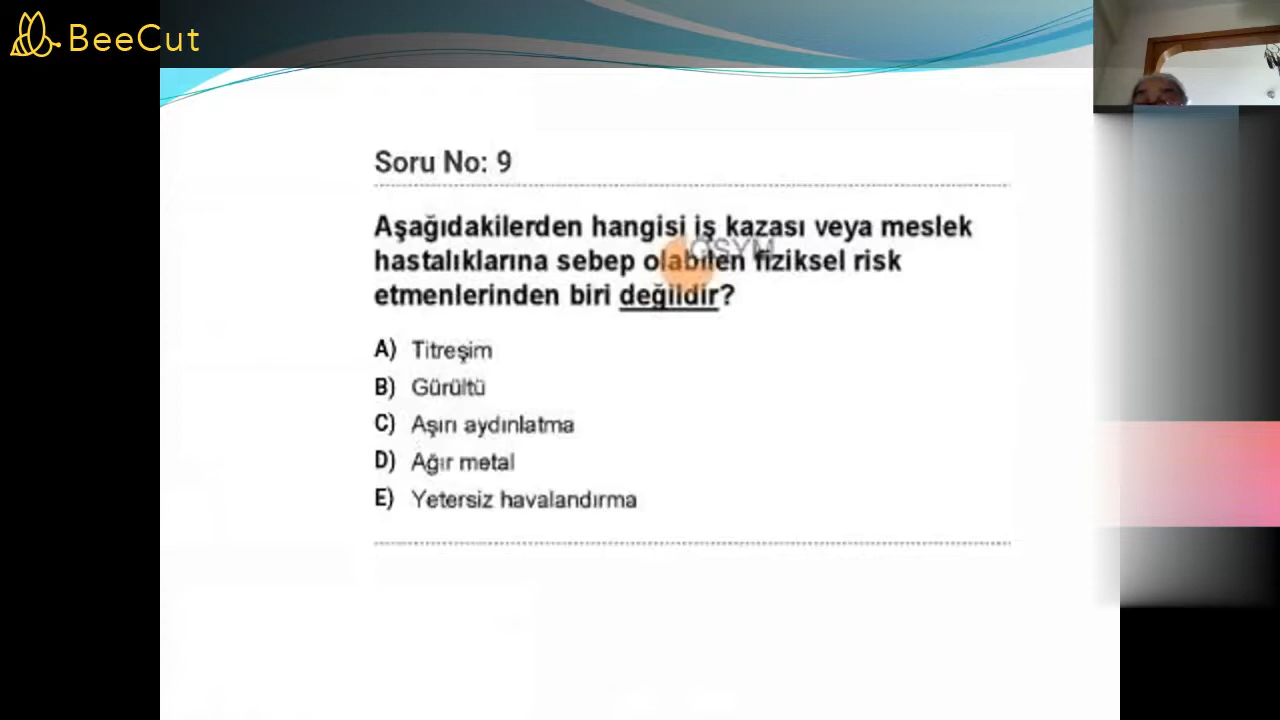 BeeCut
Soru No: 9
Aşağıdakilerden hangisi iş kazası veya meslek
ÖSYM
hastalıklarına sebep olabilen fiziksel risk
etmenlerinden biri değildir?
A) Titreşim
B) Gürültü
C) Aşırı aydınlatma
D) Ağır metal
E) Yetersiz havalandırma